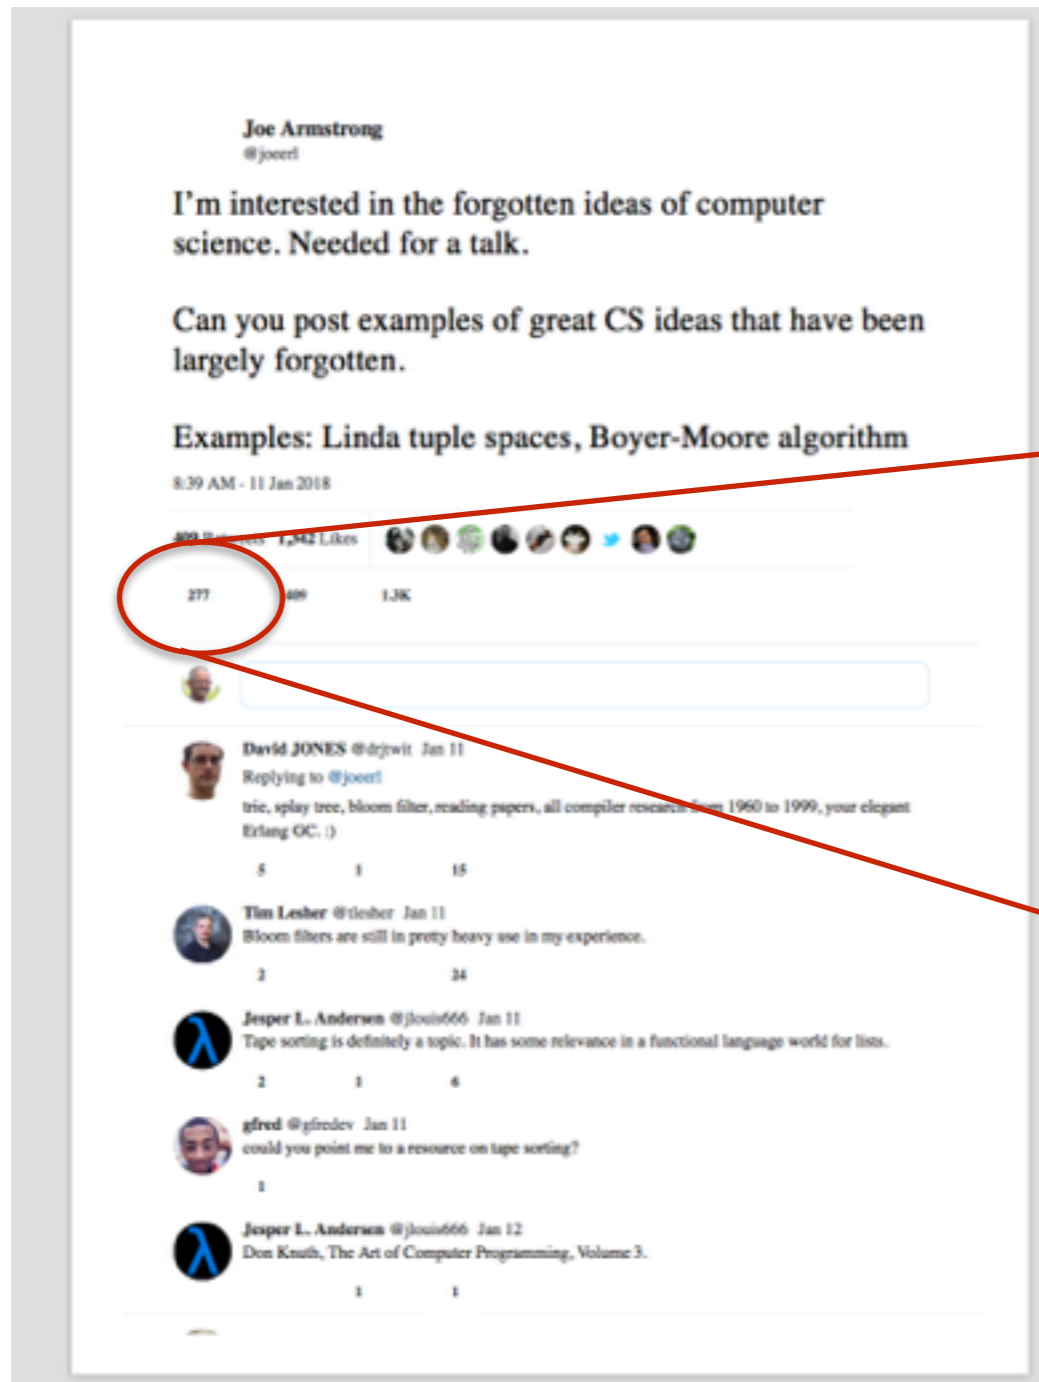 Joe Armstrong
@joeerl
I'm interested in the forgotten ideas of computer
science. Needed for a talk.
Can you post examples of great CS ideas that have been
largely forgotten.
Examples: Linda tuple spaces, Boyer-Moore algorithm
8:39 AM - 11 Jan 2018
409 Retweets 1,342 Likes
277 409 1.3K
David JONES @drjtwit Jan 11
Replying to @joeerl
trie, splay tree, bloom filter, reading papers, all compiler research from 1960 to 1999, your elegant
Erlang GC. :)
5 1 15
Tim Lesher @tlesher Jan 11
Bloom filters are still in pretty heavy use in my experience.
2 24
Jesper L. Andersen @jlouis666 Jan 11
Tape sorting is definitely a topic. It has some relevance in a functional language world for lists.
2 1 6
gfred @gfredev Jan 11
could you point me to a resource on tape sorting?
1
Jesper L. Andersen @jlouis666 Jan 12
Don Knuth, The Art of Computer Programming, Volume 3.
1 1